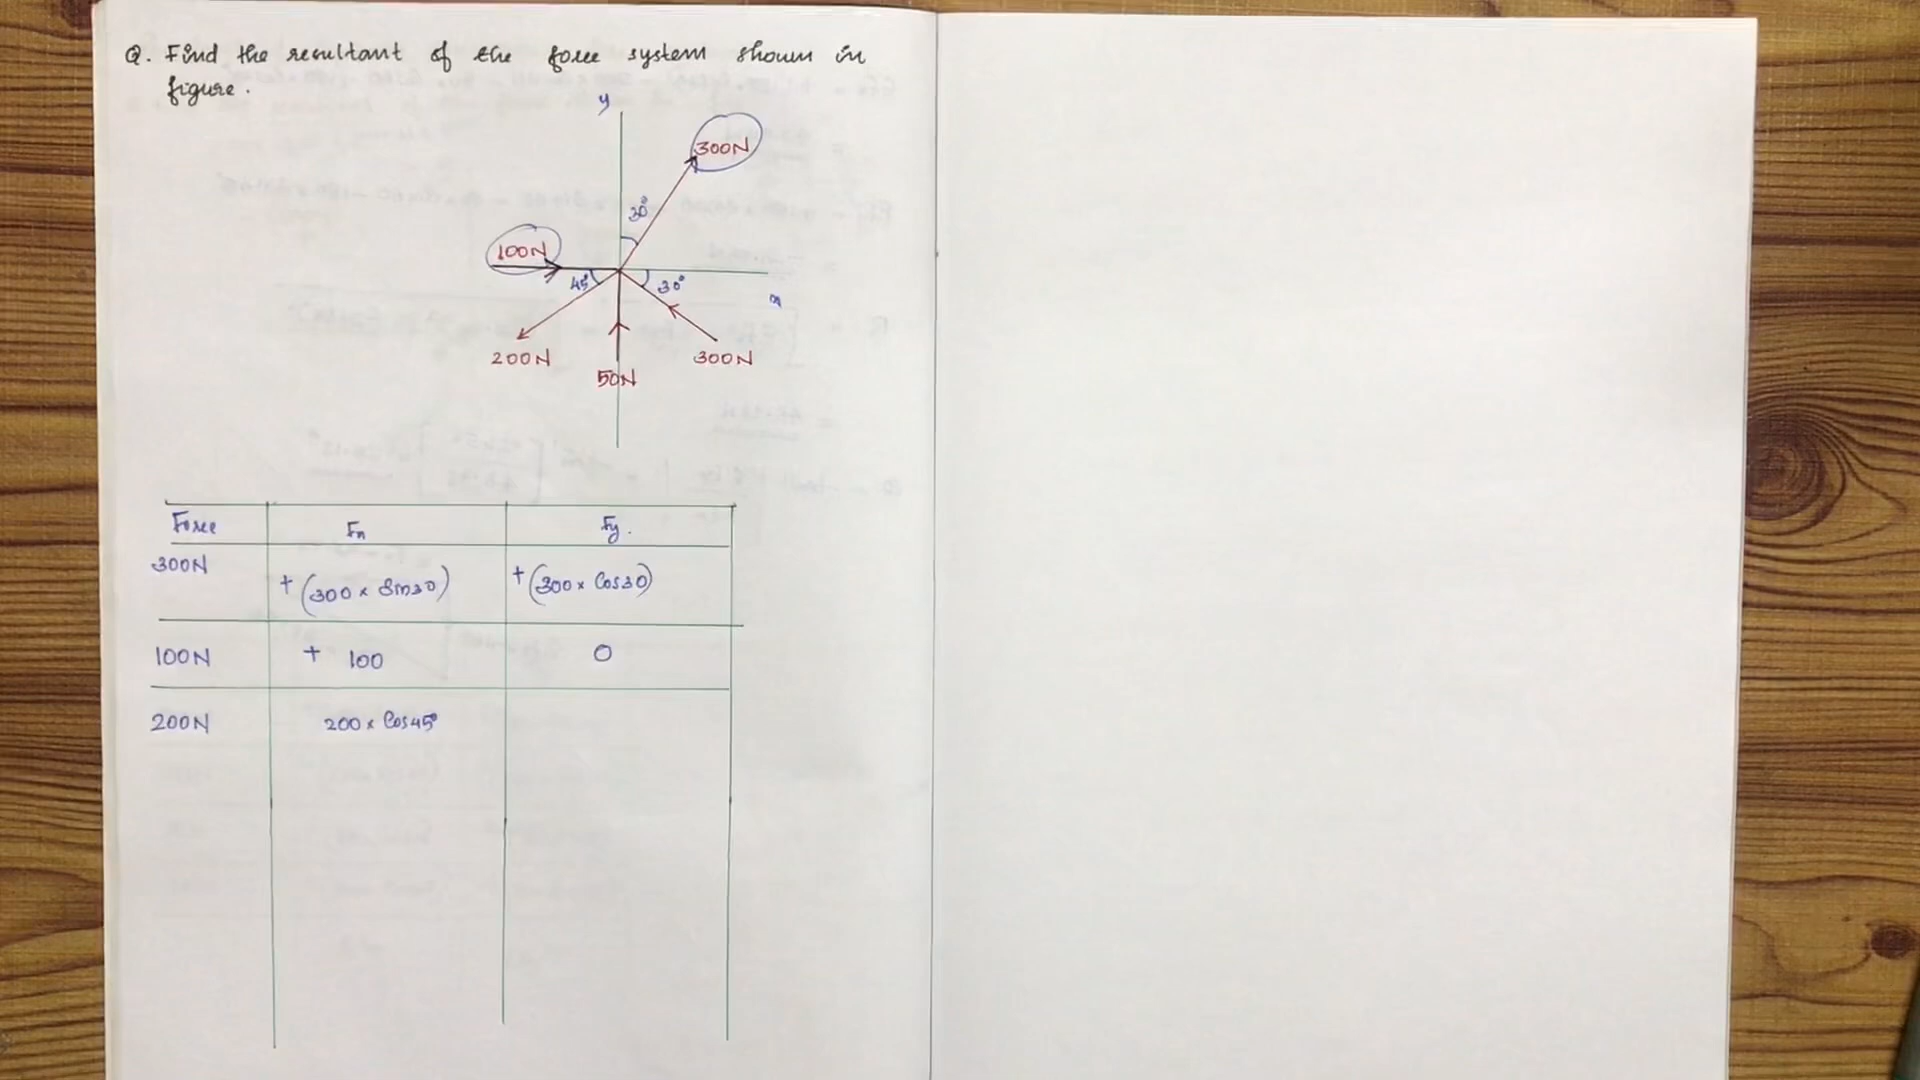 Q. Find the resultant of the force system shown in
figure.
y
300N
30°
100N
45°
30°
x
200N
300N
50N
Force Fx Fy.
300N +(300 x Sin30) +(300 x Cos30)
100N + 100 0
200N 200 x Cos45°